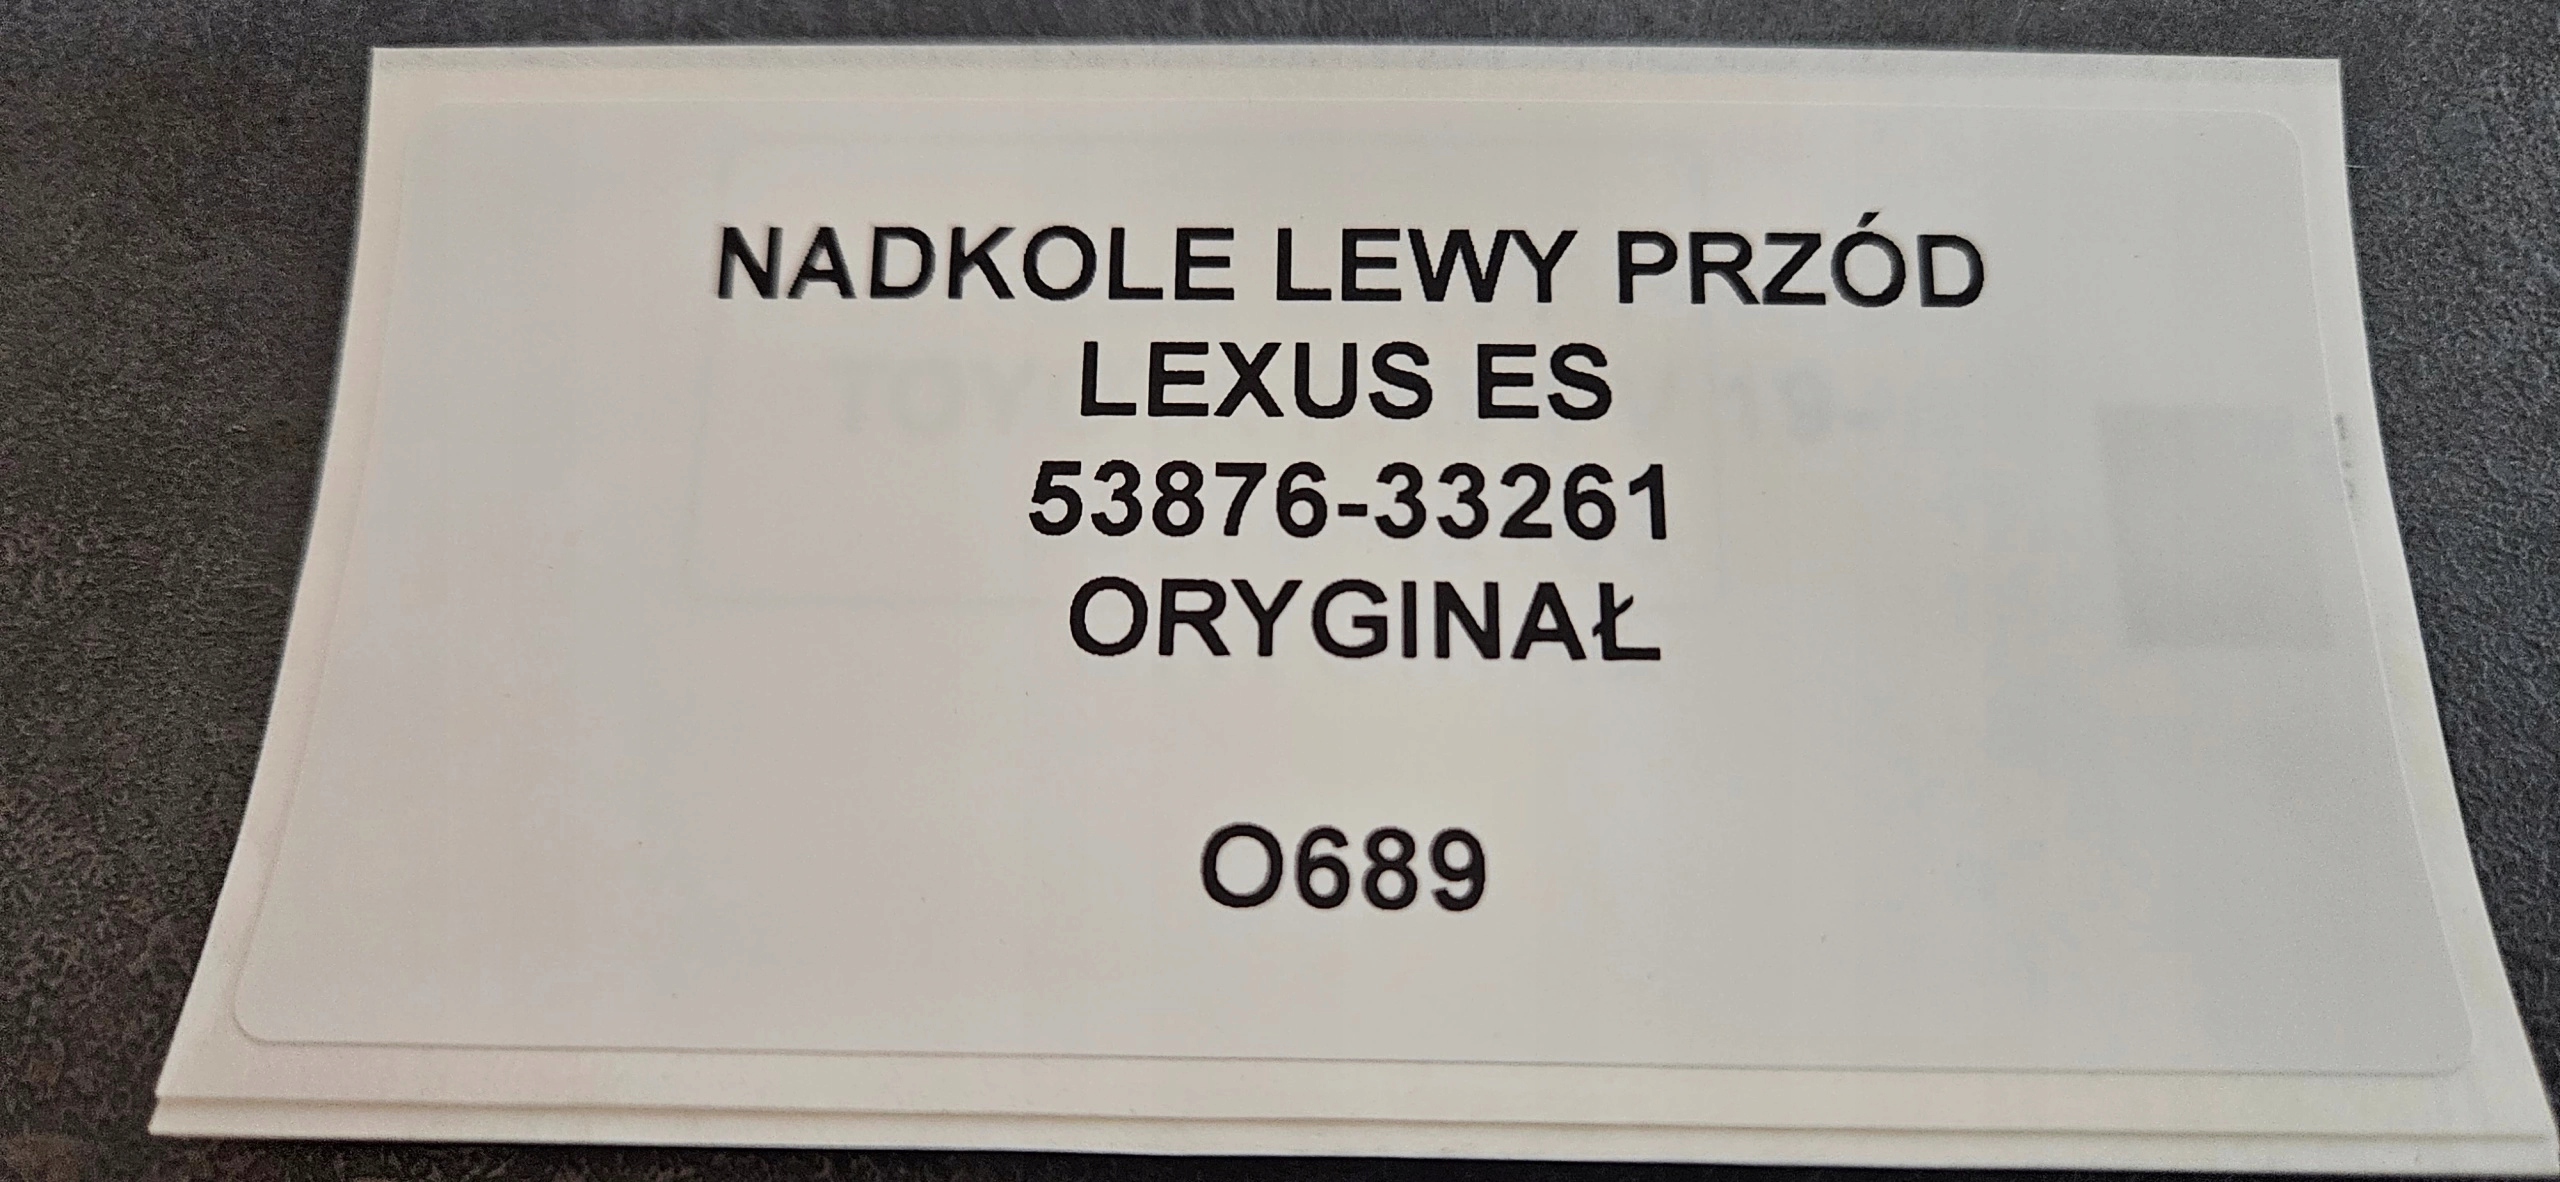 NADKOLE LEWY PRZÓD
LEXUS ES
53876-33261
ORYGINAŁ
O689